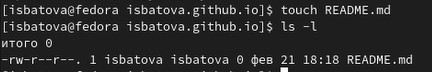 [isbatova@fedora isbatova.github.io]$ touch README.md
[isbatova@fedora isbatova.github.io]$ ls -l
итого 0
-rw-r--r--. 1 isbatova isbatova 0 фев 21 18:18 README.md